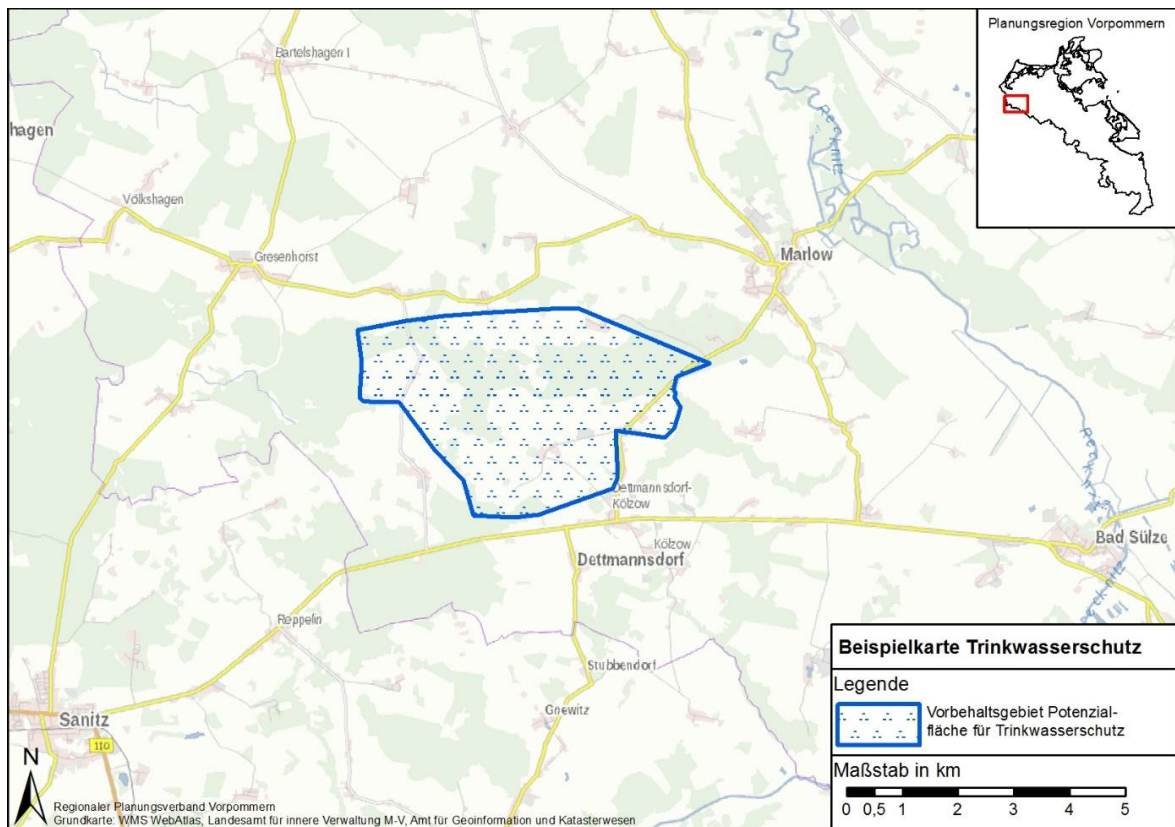 Planungsregion Vorpommern
Bartelshagen I
hagen
Recknitz
Völkshagen
Gresenhorst
Marlow
Dettmannsdorf-
Kölzow
Kölzow
Dettmannsdorf
Bad Sülze
Reppelin
Stubbendorf
Gnewitz
Sanitz
110
N
Beispielkarte Trinkwasserschutz
Legende
Vorbehaltsgebiet Potenzial-
fläche für Trinkwasserschutz
Maßstab in km
0 0,5 1 2 3 4 5
Regionaler Planungsverband Vorpommern
Grundkarte: WMS WebAtlas, Landesamt für innere Verwaltung M-V, Amt für Geoinformation und Katasterwesen